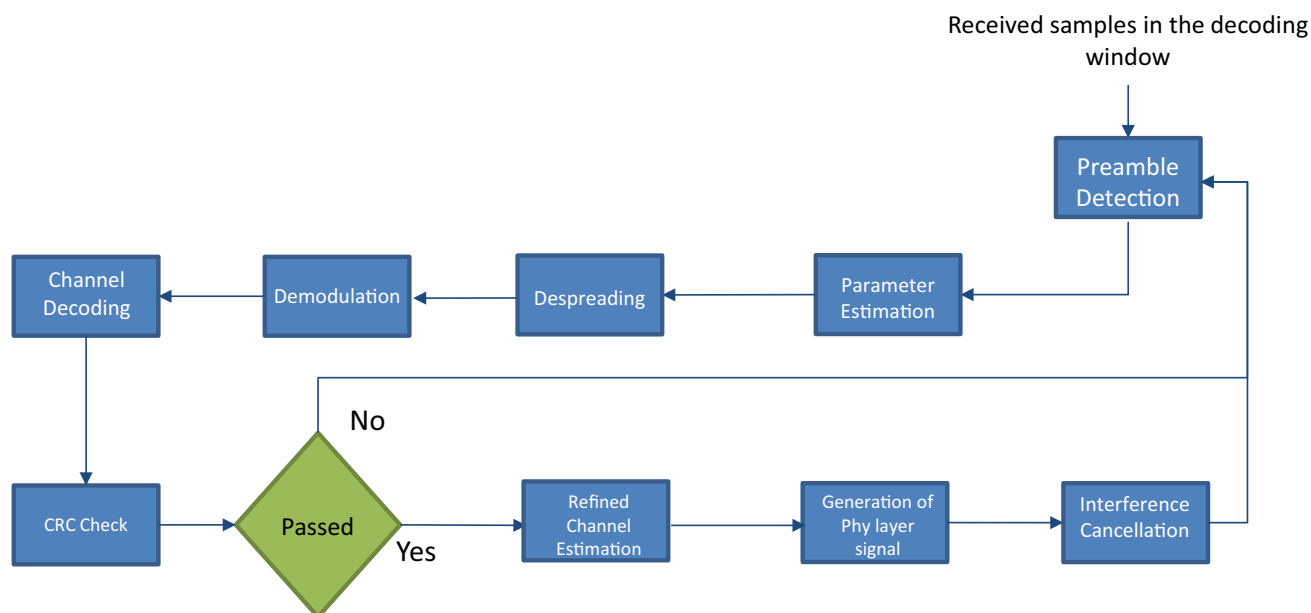 Received samples in the decoding
window
Preamble
Detection
Channel
Decoding
Demodulation
Despreading
Parameter
Estimation
No
CRC Check
Passed
Yes
Refined
Channel
Estimation
Generation of
Phy layer
signal
Interference
Cancellation